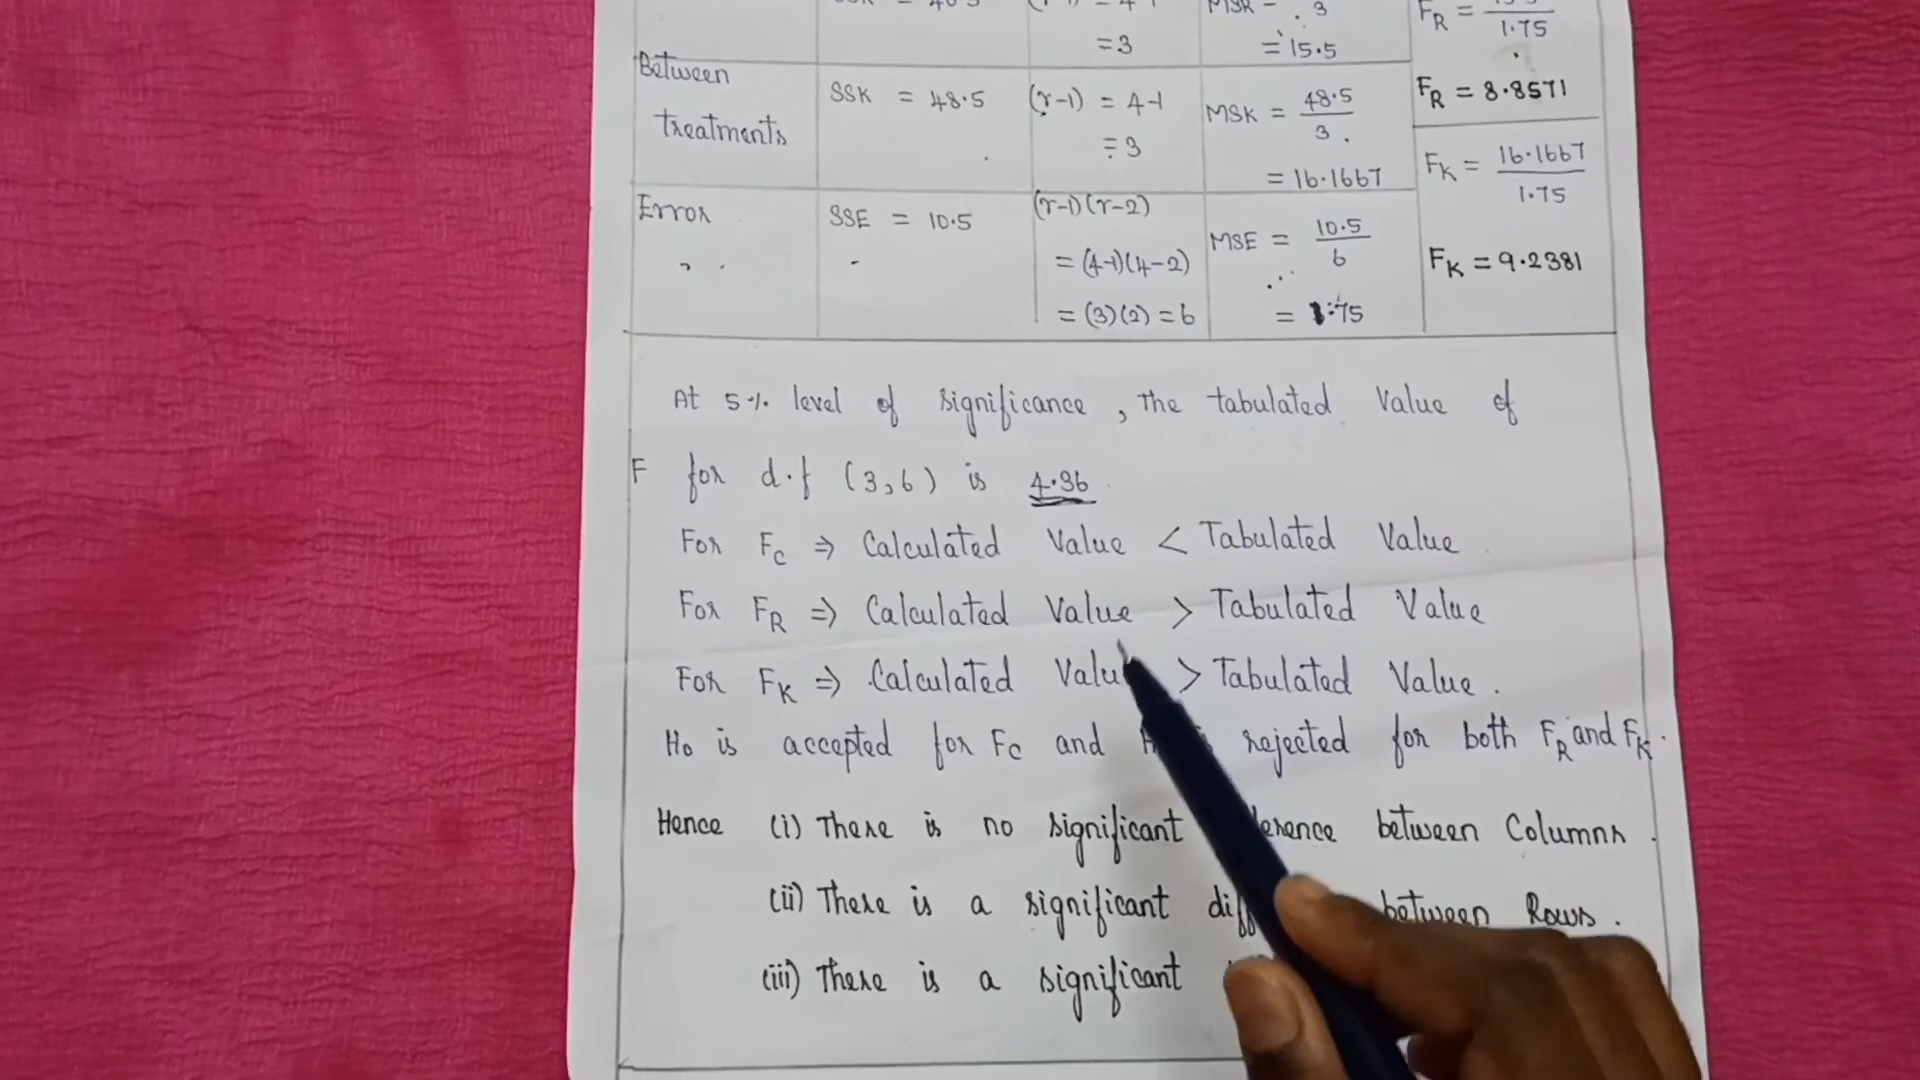 = 3
= 15.5
F_R =
1.75
F_R = 8.8571
Between treatments
SSK = 48.5
(r-1) = 4-1
= 3
MSK = 48.5 / 3
= 16.1667
F_K = 16.1667 / 1.75
F_K = 9.2381
Error
SSE = 10.5
(r-1)(r-2)
= (4-1)(4-2)
= (3)(2) = 6
MSE = 10.5 / 6
= 1.75
At 5% level of significance, The tabulated Value of
F for d.f (3,6) is
For F_C ⇒ Calculated Value < Tabulated Value
For F_R ⇒ Calculated Value > Tabulated Value
For F_K ⇒ Calculated Value > Tabulated Value.
H0 is accepted for F_C and rejected for both F_R and F_K.
Hence (i) There is no significant between Columns.
(ii) There is a significant between Rows.
(iii) There is a significant